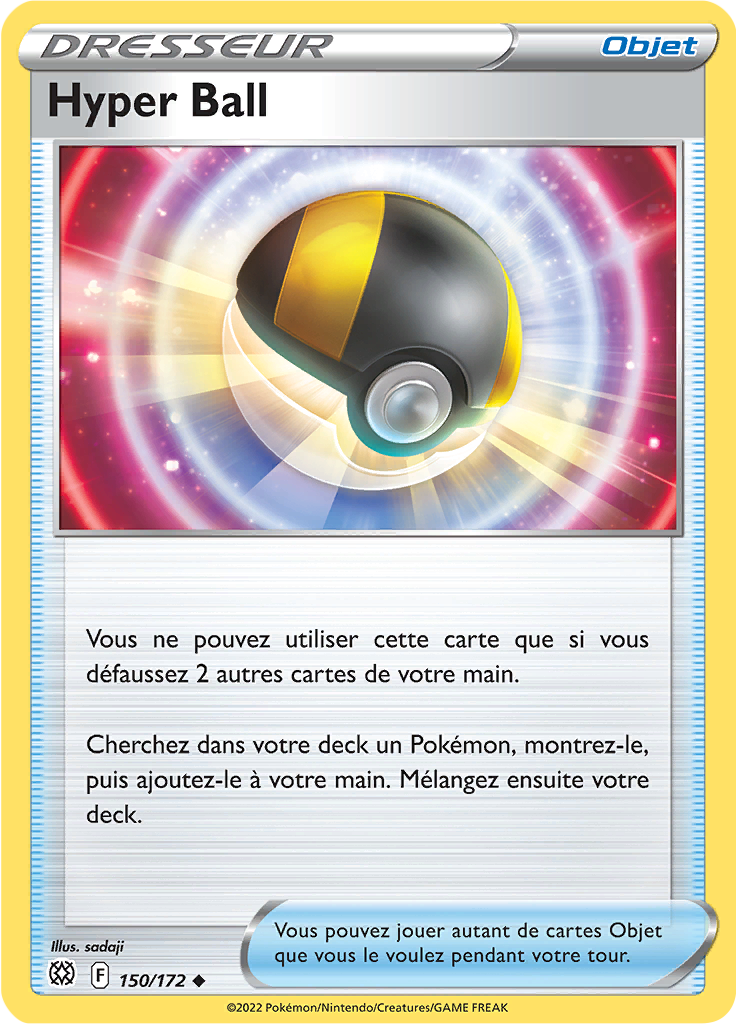 DRESSEUR
Objet
Hyper Ball
Vous ne pouvez utiliser cette carte que si vous
défaussez 2 autres cartes de votre main.
Cherchez dans votre deck un Pokémon, montrez-le,
puis ajoutez-le à votre main. Mélangez ensuite votre
deck.
Vous pouvez jouer autant de cartes Objet
que vous le voulez pendant votre tour.
Illus. sadaji
F 150/172
©2022 Pokémon/Nintendo/Creatures/GAME FREAK